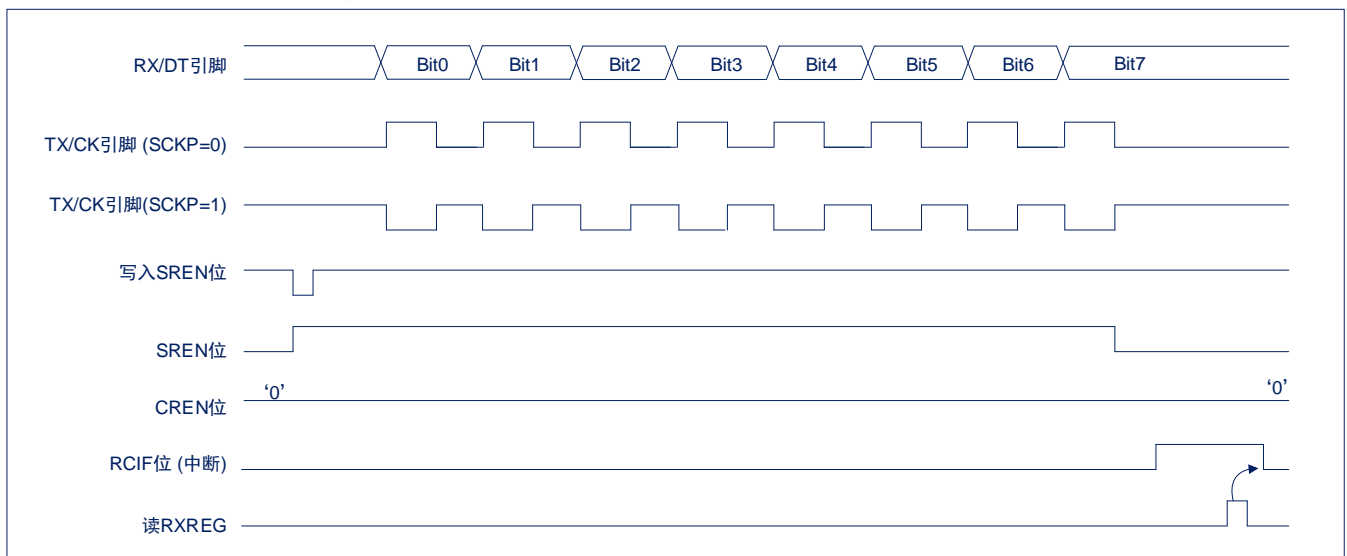 RX/DT引脚 Bit0 Bit1 Bit2 Bit3 Bit4 Bit5 Bit6 Bit7
TX/CK引脚 (SCKP=0)
TX/CK引脚(SCKP=1)
写入SREN位
SREN位
‘0’ ‘0’
CREN位
RCIF位 (中断)
读RXREG